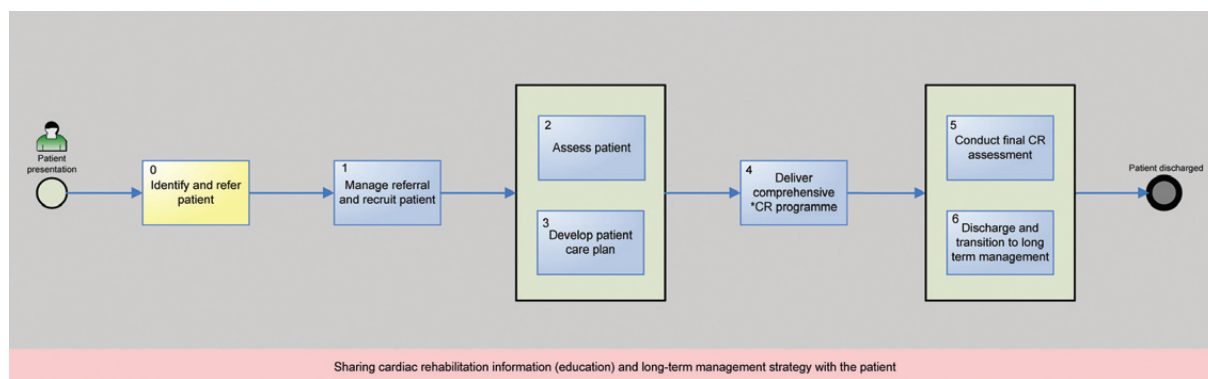 Patient
presentation
0
Identify and refer
patient
1
Manage referral
and recruit patient
2
Assess patient
3
Develop patient
care plan
4
Deliver
comprehensive
*CR programme
5
Conduct final CR
assessment
6
Discharge and
transition to long
term management
Patient discharged
Sharing cardiac rehabilitation information (education) and long-term management strategy with the patient